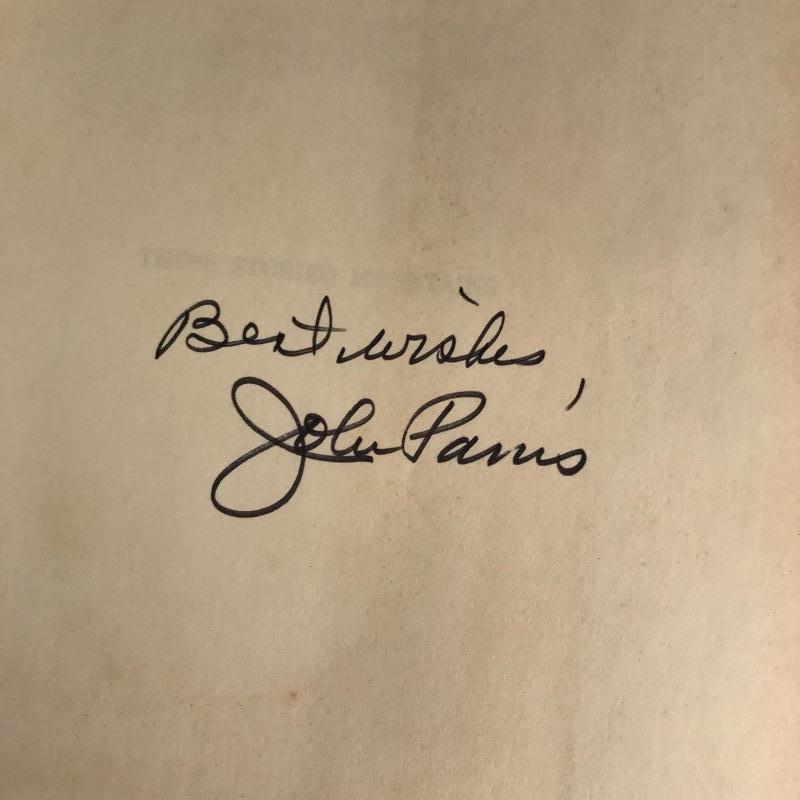 THESE STORIED MOUNTAINS
Best wishes,
John Parris